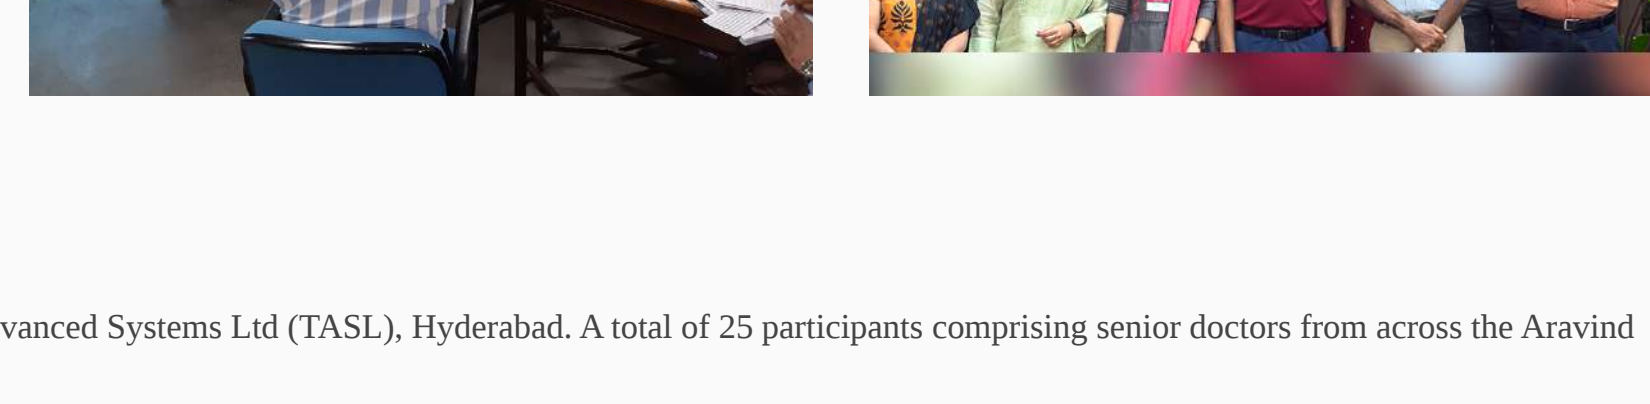 vanced Systems Ltd (TASL), Hyderabad. A total of 25 participants comprising senior doctors from across the Aravind